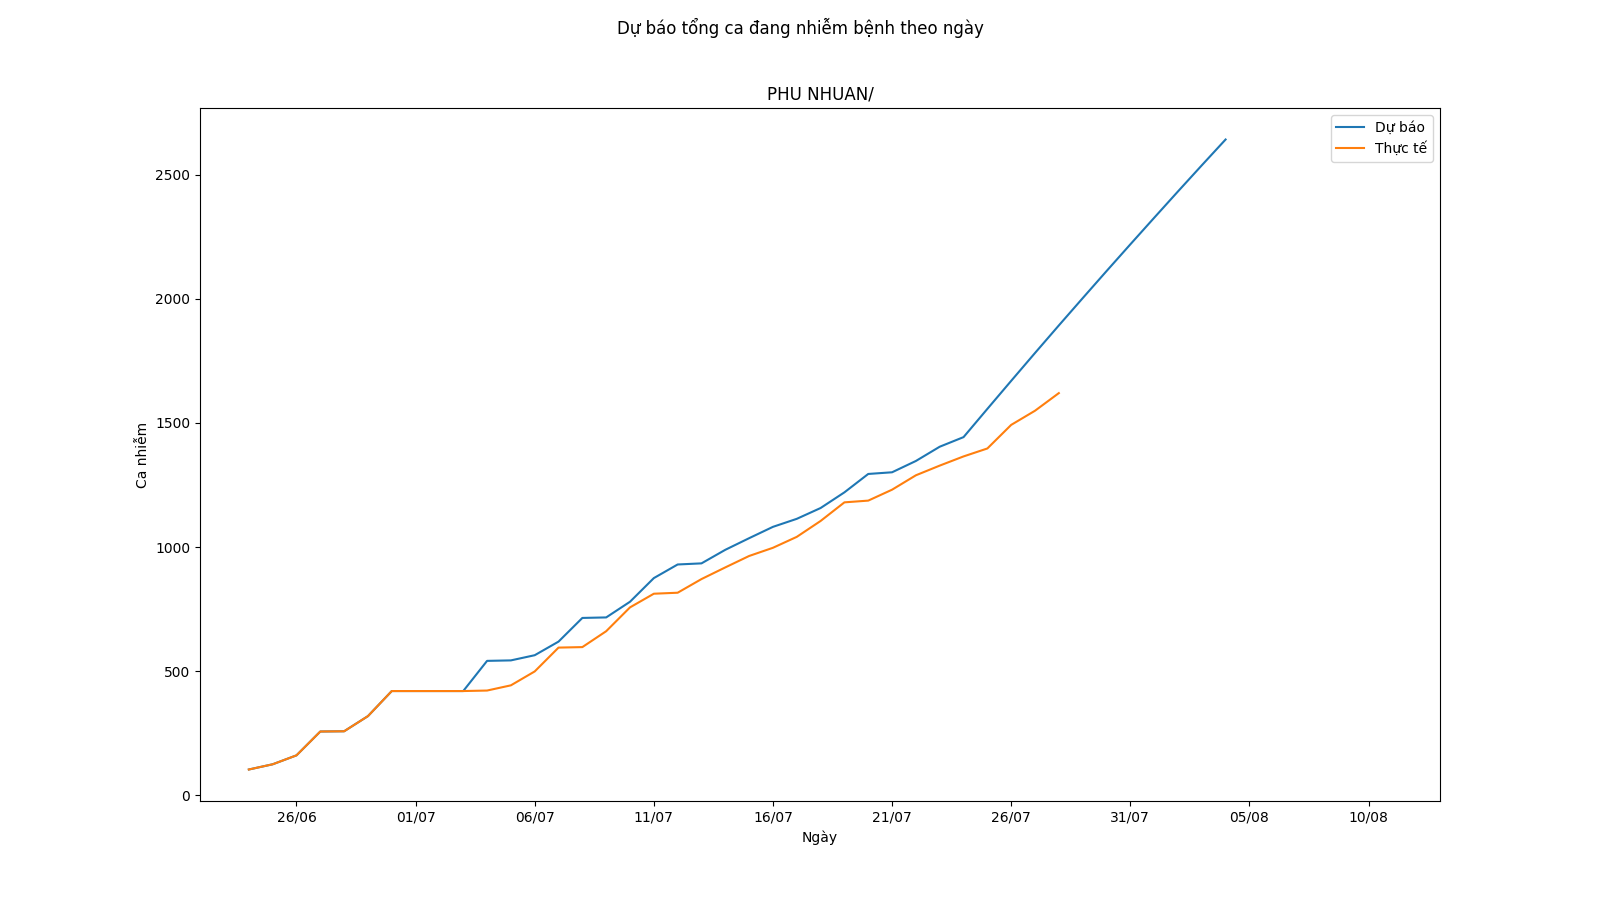 Dự báo tổng ca đang nhiễm bệnh theo ngày
PHU NHUAN/
Dự báo
Thực tế
2500
2000
1500
1000
500
0
Ca nhiễm
26/06 01/07 06/07 11/07 16/07 21/07 26/07 31/07 05/08 10/08
Ngày